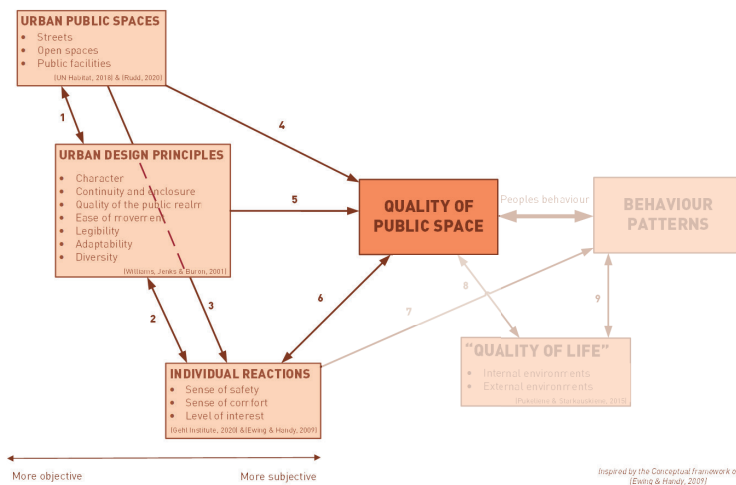 URBAN PUBLIC SPACES
• Streets
• Open spaces
• Public facilities
(UN Habitat, 2018) & (Rudd, 2020)
1
4
URBAN DESIGN PRINCIPLES
• Character
• Continuity and enclosure
• Quality of the public realm
• Ease of movement
• Legibility
• Adaptability
• Diversity
(Williams, Jenks & Buron, 2001)
5
QUALITY OF
PUBLIC SPACE
Peoples behaviour
BEHAVIOUR
PATTERNS
2
3
6
7
8
9
INDIVIDUAL REACTIONS
• Sense of safety
• Sense of comfort
• Level of interest
(Gehl Institute, 2020) &(Ewing & Handy, 2009)
"QUALITY OF LIFE"
• Internal environments
• External environments
More objective
More subjective
Inspired by the Conceptual framework o
(Ewing & Handy, 2009)